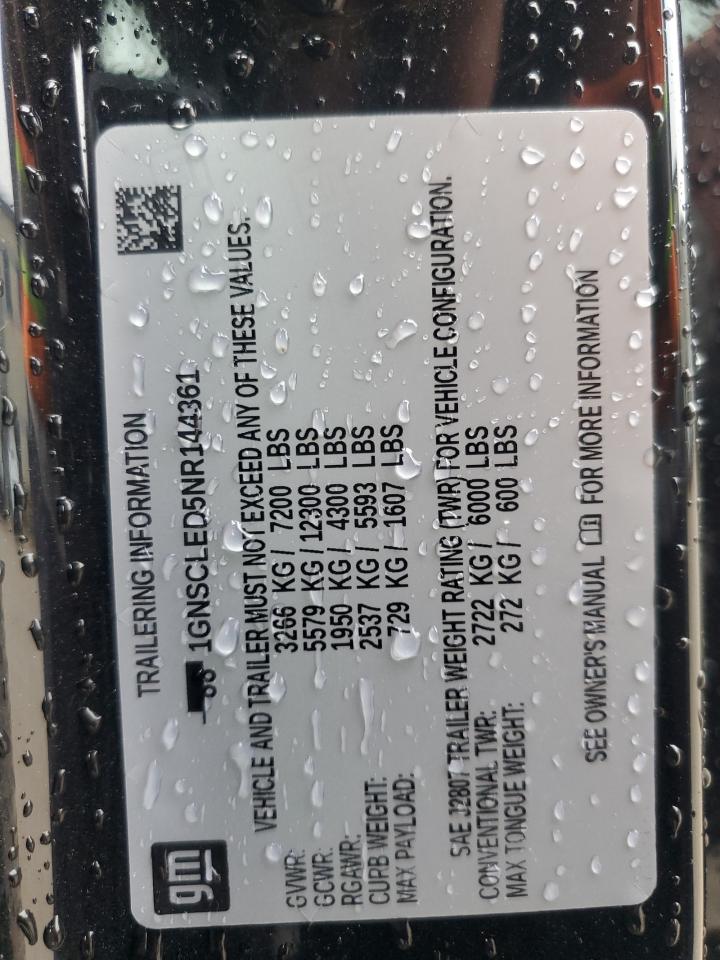 gm
TRAILERING INFORMATION
1GNSCLED5NR144361
VEHICLE AND TRAILER MUST NOT EXCEED ANY OF THESE VALUES.
GVWR: 3266 KG / 7200 LBS
GCWR: 5579 KG / 12300 LBS
RGAWR: 1950 KG / 4300 LBS
CURB WEIGHT: 2537 KG / 5593 LBS
MAX PAYLOAD: 729 KG / 1607 LBS
SAE J2807 TRAILER WEIGHT RATING (TWR) FOR VEHICLE CONFIGURATION.
CONVENTIONAL TWR: 2722 KG / 6000 LBS
MAX TONGUE WEIGHT: 272 KG / 600 LBS
SEE OWNER'S MANUAL FOR MORE INFORMATION